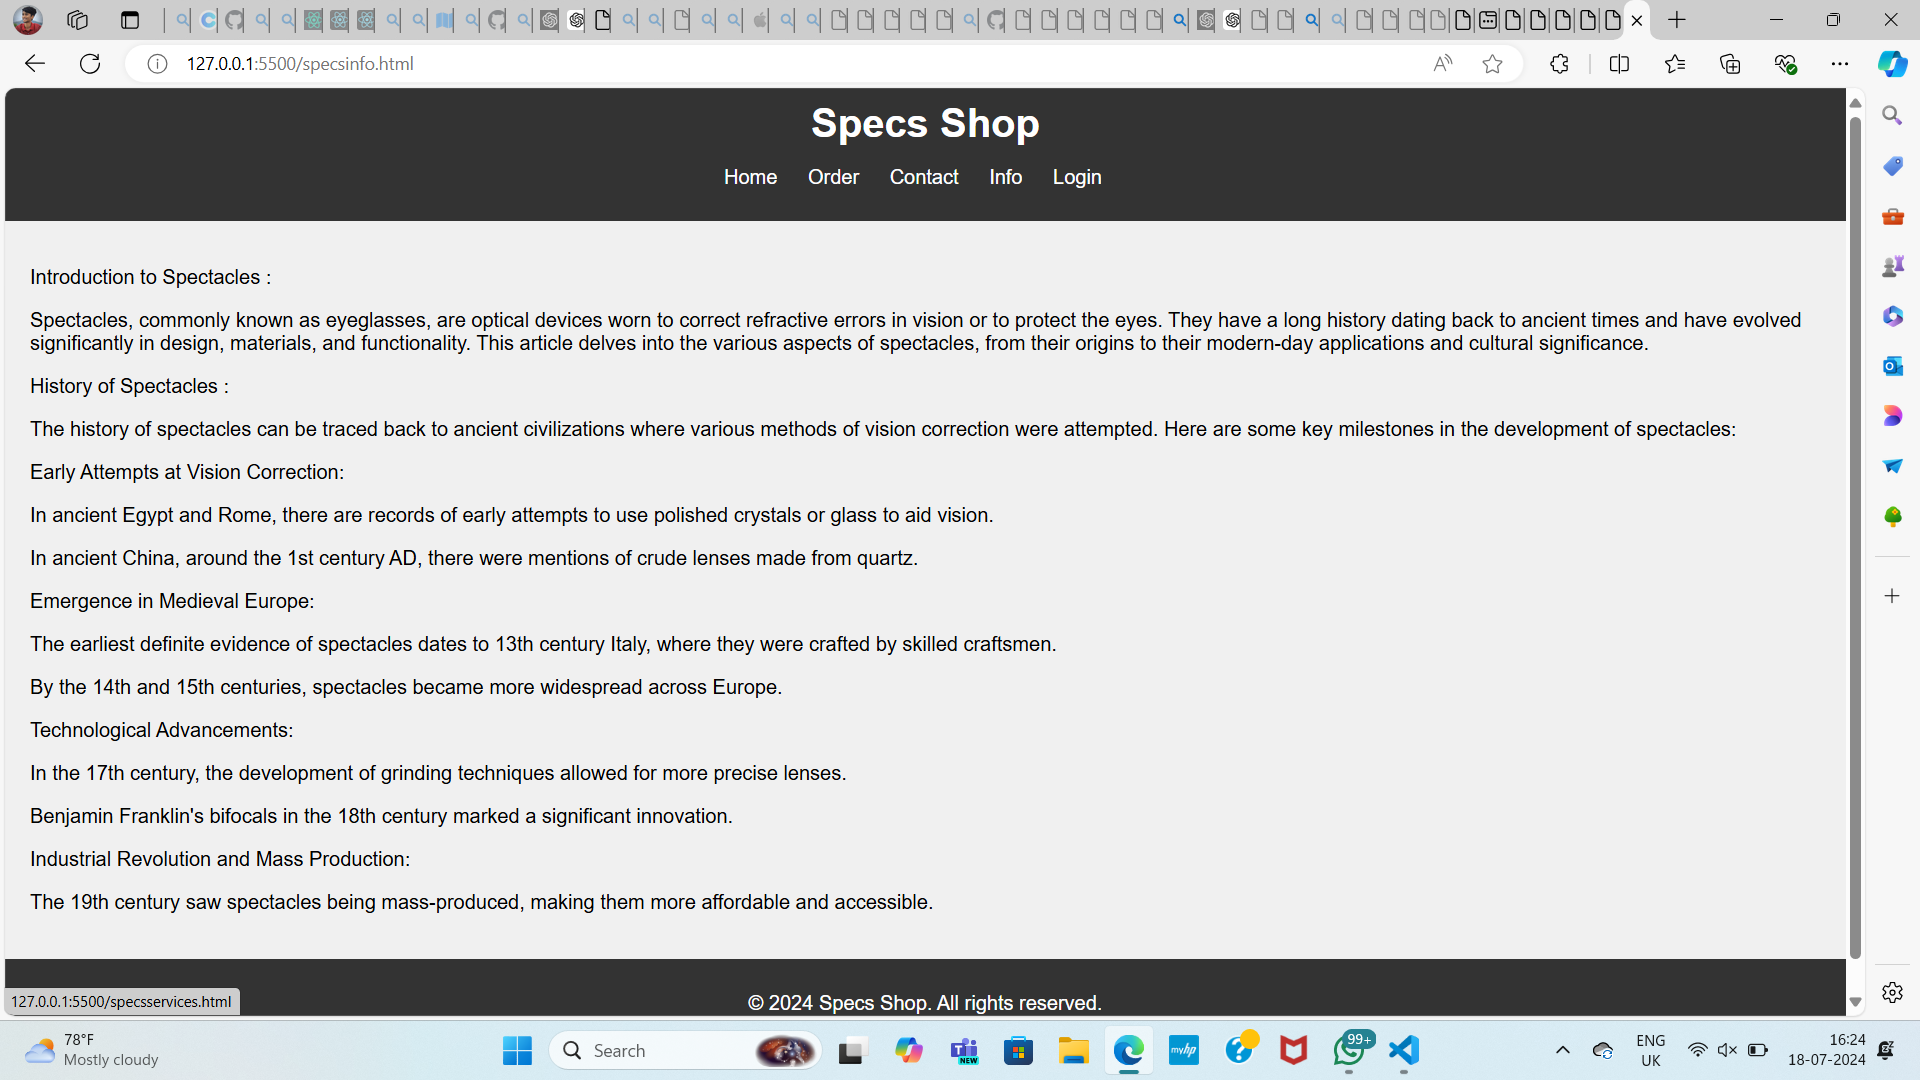 127.0.0.1:5500/specsinfo.html
Specs Shop
Home Order Contact Info Login
Introduction to Spectacles :
Spectacles, commonly known as eyeglasses, are optical devices worn to correct refractive errors in vision or to protect the eyes. They have a long history dating back to ancient times and have evolved
significantly in design, materials, and functionality. This article delves into the various aspects of spectacles, from their origins to their modern-day applications and cultural significance.
History of Spectacles :
The history of spectacles can be traced back to ancient civilizations where various methods of vision correction were attempted. Here are some key milestones in the development of spectacles:
Early Attempts at Vision Correction:
In ancient Egypt and Rome, there are records of early attempts to use polished crystals or glass to aid vision.
In ancient China, around the 1st century AD, there were mentions of crude lenses made from quartz.
Emergence in Medieval Europe:
The earliest definite evidence of spectacles dates to 13th century Italy, where they were crafted by skilled craftsmen.
By the 14th and 15th centuries, spectacles became more widespread across Europe.
Technological Advancements:
In the 17th century, the development of grinding techniques allowed for more precise lenses.
Benjamin Franklin's bifocals in the 18th century marked a significant innovation.
Industrial Revolution and Mass Production:
The 19th century saw spectacles being mass-produced, making them more affordable and accessible.
127.0.0.1:5500/specsservices.html
© 2024 Specs Shop. All rights reserved.
78°F
Mostly cloudy
Search
NEW
myhp
99+
ENG
UK
16:24
18-07-2024